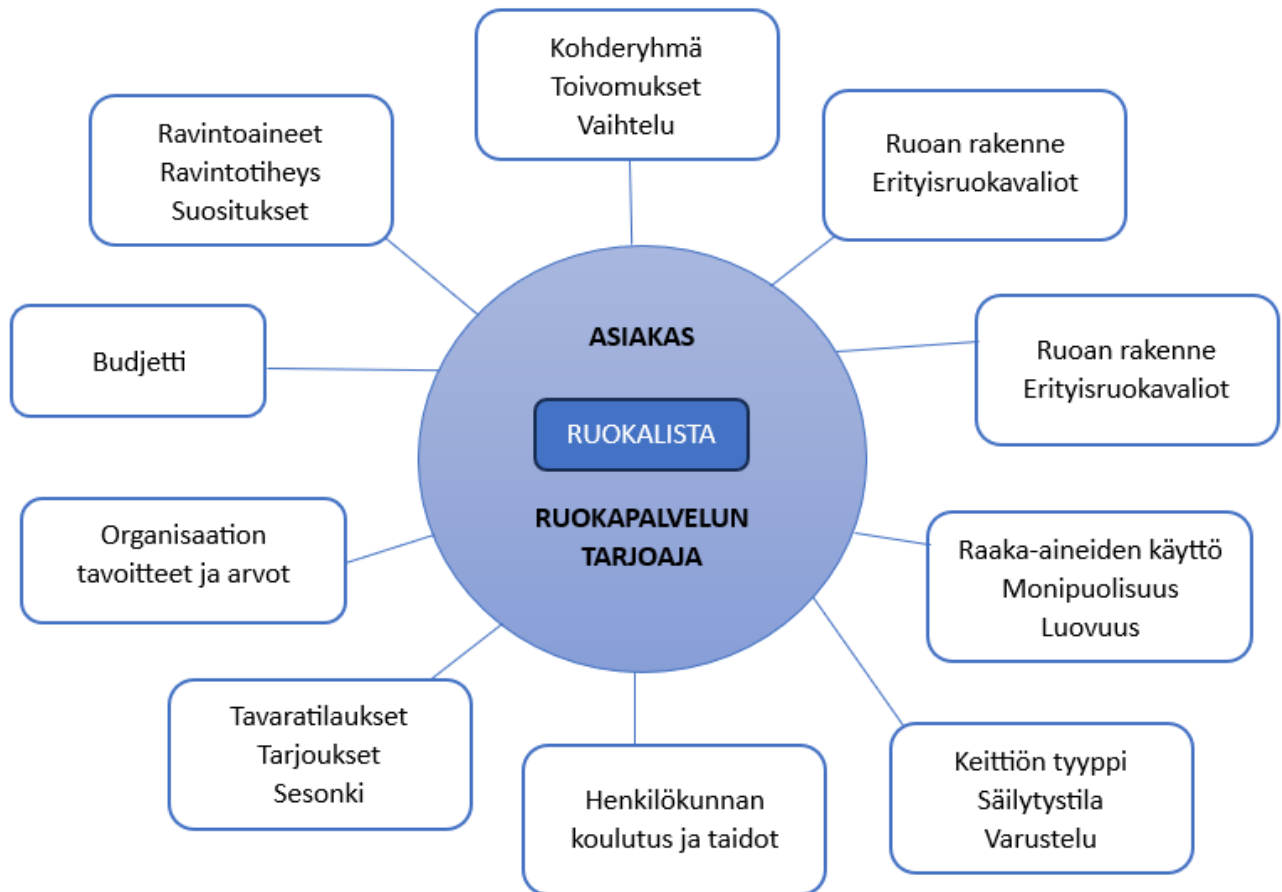 Kohderyhmä
Toivomukset
Vaihtelu
Ravintoaineet
Ravintotiheys
Suositukset
Ruoan rakenne
Erityisruokavaliot
Budjetti
ASIAKAS
RUOKALISTA
RUOKAPALVELUN
TARJOAJA
Ruoan rakenne
Erityisruokavaliot
Organisaation
tavoitteet ja arvot
Raaka-aineiden käyttö
Monipuolisuus
Luovuus
Tavaratilaukset
Tarjoukset
Sesonki
Henkilökunnan
koulutus ja taidot
Keittiön tyyppi
Säilytystila
Varustelu